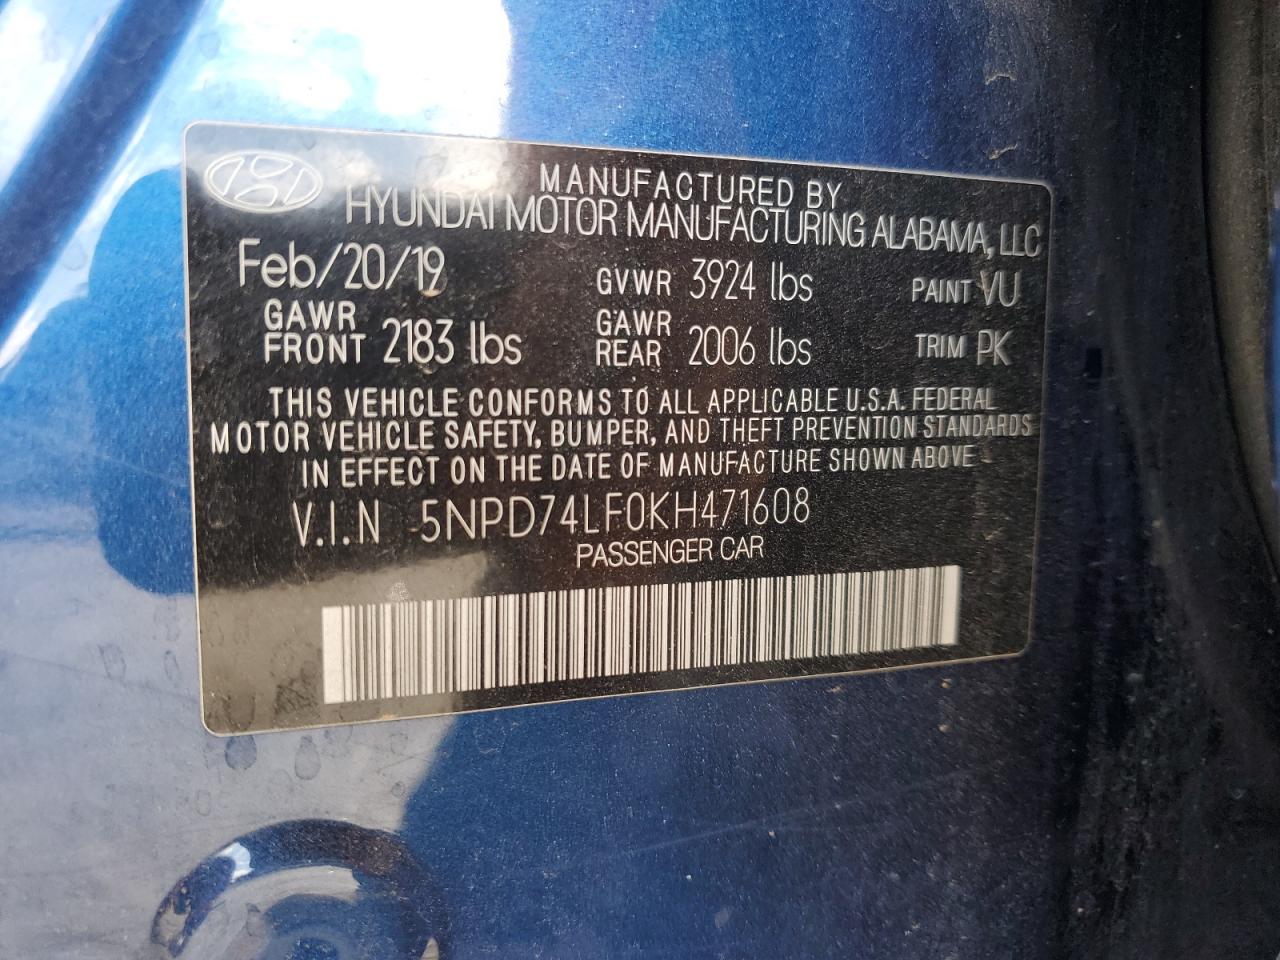 MANUFACTURED BY
HYUNDAI MOTOR MANUFACTURING ALABAMA, LLC
Feb/20/19 GVWR 3924 lbs PAINT VU
GAWR FRONT 2183 lbs GAWR REAR 2006 lbs TRIM PK
THIS VEHICLE CONFORMS TO ALL APPLICABLE U.S.A. FEDERAL
MOTOR VEHICLE SAFETY, BUMPER, AND THEFT PREVENTION STANDARDS
IN EFFECT ON THE DATE OF MANUFACTURE SHOWN ABOVE
V.I.N 5NPD74LF0KH471608
PASSENGER CAR